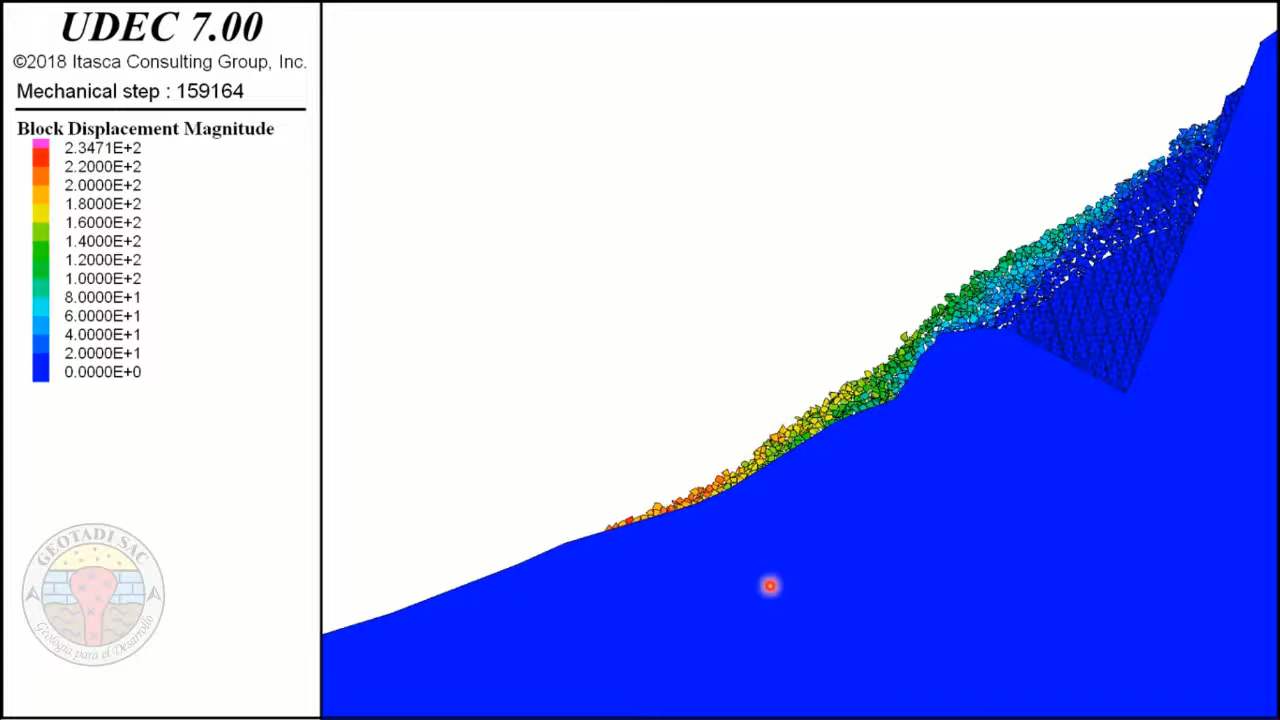 UDEC 7.00
©2018 Itasca Consulting Group, Inc.
Mechanical step : 159164
Block Displacement Magnitude
2.3471E+2
2.2000E+2
2.0000E+2
1.8000E+2
1.6000E+2
1.4000E+2
1.2000E+2
1.0000E+2
8.0000E+1
6.0000E+1
4.0000E+1
2.0000E+1
0.0000E+0
GEOTADI SAC
Geología para el Desarrollo